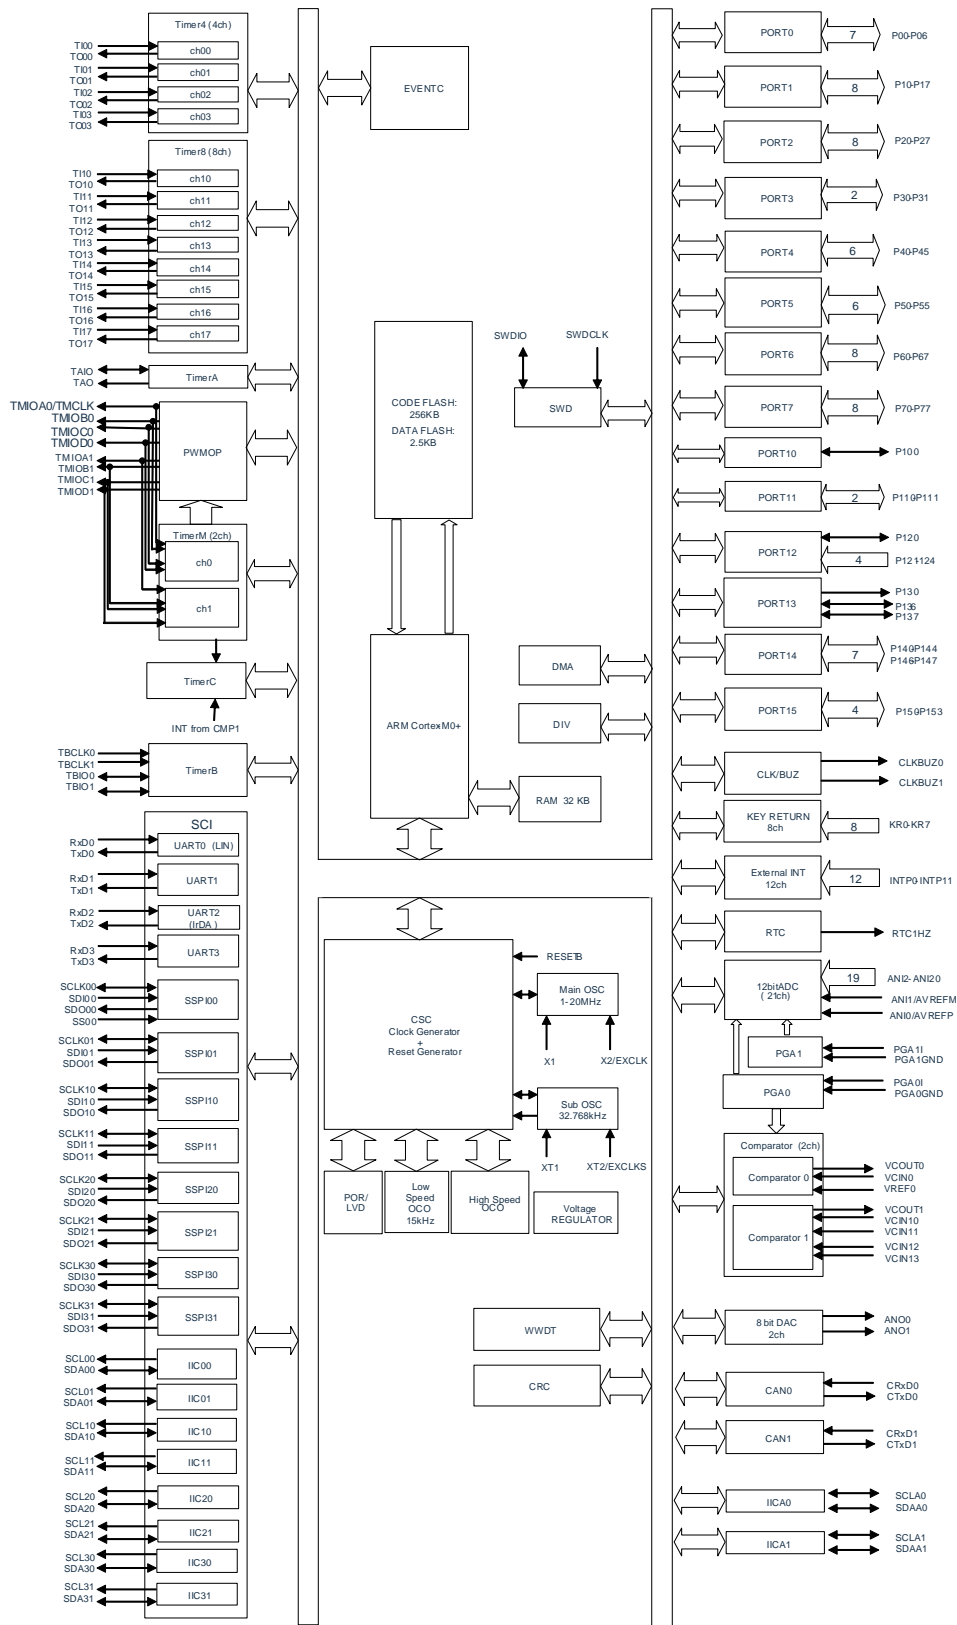 Timer4 (4ch)
TI00
TO00
ch00
TI01
TO01
ch01
TI02
TO02
ch02
TI03
TO03
ch03
Timer8 (8ch)
TI10
TO10
ch10
TI11
TO11
ch11
TI12
TO12
ch12
TI13
TO13
ch13
TI14
TO14
ch14
TI15
TO15
ch15
TI16
TO16
ch16
TI17
TO17
ch17
TAIO
TAO
TimerA
TMIOA0/TMCLK
TMIOB0
TMIOC0
TMIOD0
TMIOA1
TMIOB1
TMIOC1
TMIOD1
PWMOP
TimerM (2ch)
ch0
ch1
TimerC
INT from CMP1
TBCLK0
TBCLK1
TBIO0
TBIO1
TimerB
SCI
RxD0
TxD0
UART0 (LIN)
RxD1
TxD1
UART1
RxD2
TxD2
UART2
(IrDA)
RxD3
TxD3
UART3
SCLK00
SDI00
SDO00
SS00
SSPI00
SCLK01
SDI01
SDO01
SSPI01
SCLK10
SDI10
SDO10
SSPI10
SCLK11
SDI11
SDO11
SSPI11
SCLK20
SDI20
SDO20
SSPI20
SCLK21
SDI21
SDO21
SSPI21
SCLK30
SDI30
SDO30
SSPI30
SCLK31
SDI31
SDO31
SSPI31
SCL00
SDA00
IIC00
SCL01
SDA01
IIC01
SCL10
SDA10
IIC10
SCL11
SDA11
IIC11
SCL20
SDA20
IIC20
SCL21
SDA21
IIC21
SCL30
SDA30
IIC30
SCL31
SDA31
IIC31
EVENTC
CODE FLASH:
256KB
DATA FLASH:
2.5KB
SWDIO
SWDCLK
SWD
ARM Cortex-M0+
DMA
DIV
RAM 32 KB
CSC
Clock Generator
+
Reset Generator
RESETB
Main OSC
1-20MHz
X1
X2/EXCLK
Sub OSC
32.768kHz
XT1
XT2/EXCLKS
POR/
LVD
Low
Speed
OCO
15kHz
High Speed
OCO
Voltage
REGULATOR
WWDT
CRC
PORT0
7
P00-P06
PORT1
8
P10-P17
PORT2
8
P20-P27
PORT3
2
P30-P31
PORT4
6
P40-P45
PORT5
6
P50-P55
PORT6
8
P60-P67
PORT7
8
P70-P77
PORT10
P100
PORT11
2
P110-P111
PORT12
P120
4
P121-124
PORT13
P130
P136
P137
PORT14
7
P140-P144
P146-P147
PORT15
4
P150-P153
CLK/BUZ
CLKBUZ0
CLKBUZ1
KEY RETURN
8ch
8
KR0-KR7
External INT
12ch
12
INTP0-INTP11
RTC
RTC1HZ
12bitADC
(21ch)
19
ANI2-ANI20
ANI1/AVREFM
ANI0/AVREFP
PGA1
PGA1I
PGA1GND
PGA0
PGA0I
PGA0GND
Comparator (2ch)
Comparator 0
VCOUT0
VCIN0
VREF0
Comparator 1
VCOUT1
VCIN10
VCIN11
VCIN12
VCIN13
8 bit DAC
2ch
ANO0
ANO1
CAN0
CRxD0
CTxD0
CAN1
CRxD1
CTxD1
IICA0
SCLA0
SDAA0
IICA1
SCLA1
SDAA1